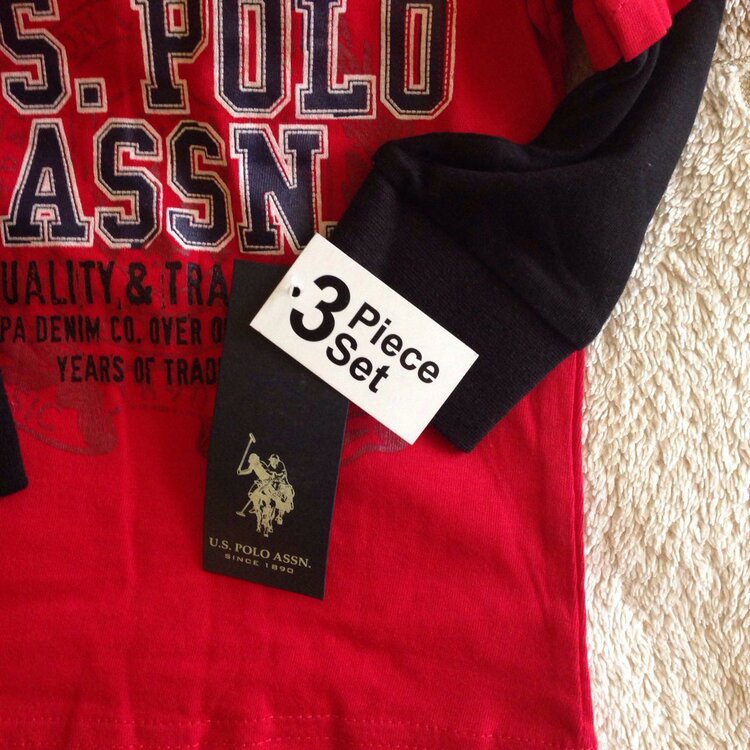 S. POLO
ASSN.
UALITY, & TRA
PA DENIM CO. OVER O
YEARS OF TRAD
3 Piece
Set
U.S. POLO ASSN.
SINCE 1890